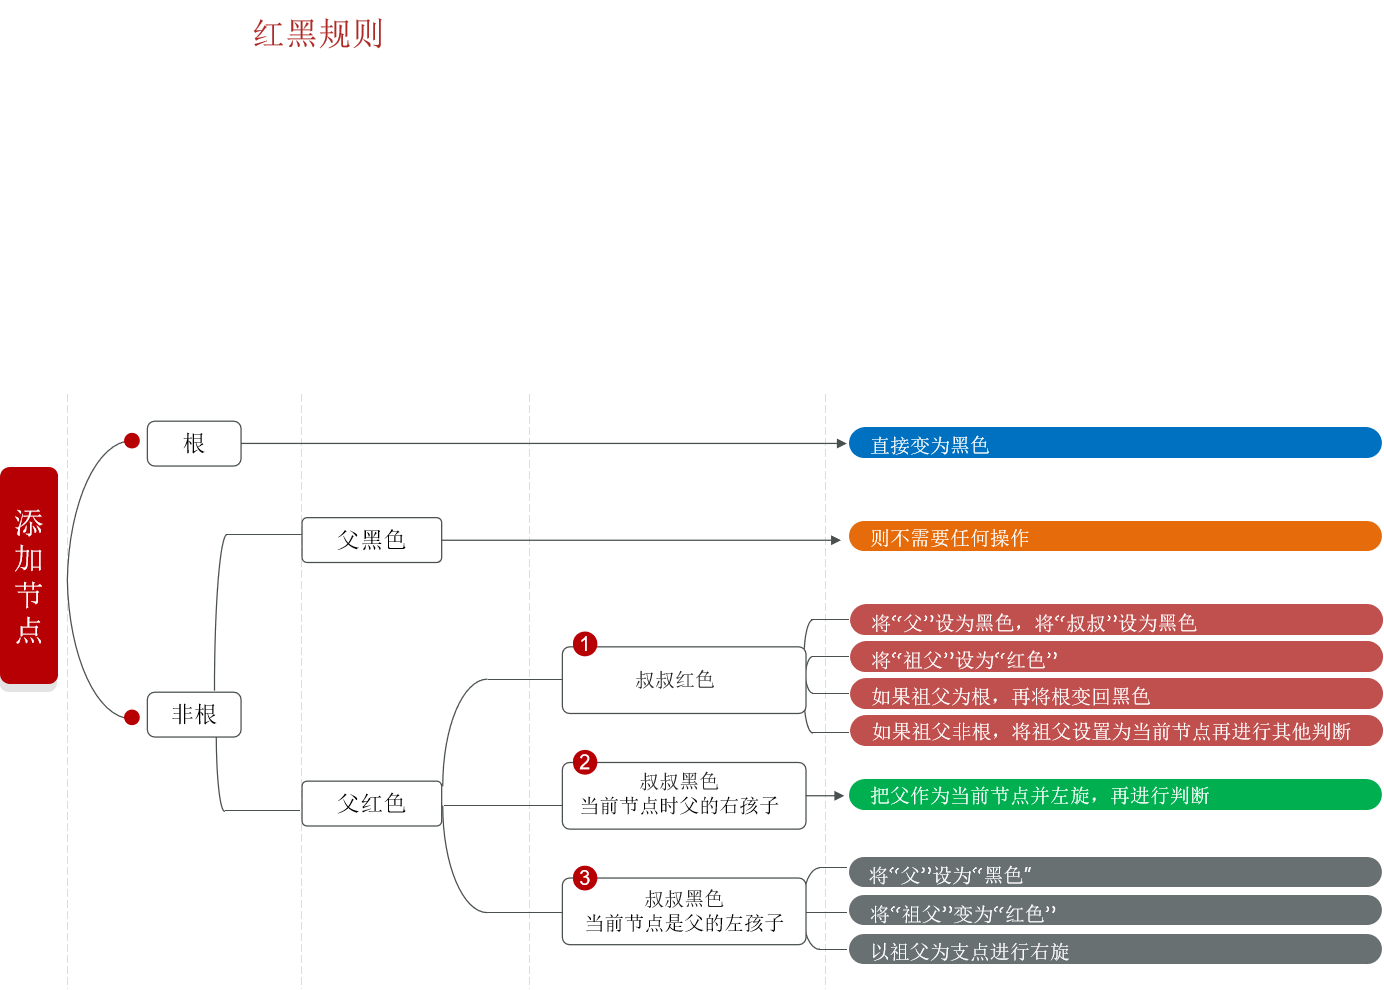 红黑规则
添加节点
根
直接变为黑色
父黑色
则不需要任何操作
非根
父红色
1
叔叔红色
将“父”设为黑色，将“叔叔”设为黑色
将“祖父”设为“红色”
如果祖父为根，再将根变回黑色
如果祖父非根，将祖父设置为当前节点再进行其他判断
2
叔叔黑色
当前节点时父的右孩子
把父作为当前节点并左旋，再进行判断
3
叔叔黑色
当前节点是父的左孩子
将“父”设为“黑色"
将“祖父”变为“红色”
以祖父为支点进行右旋